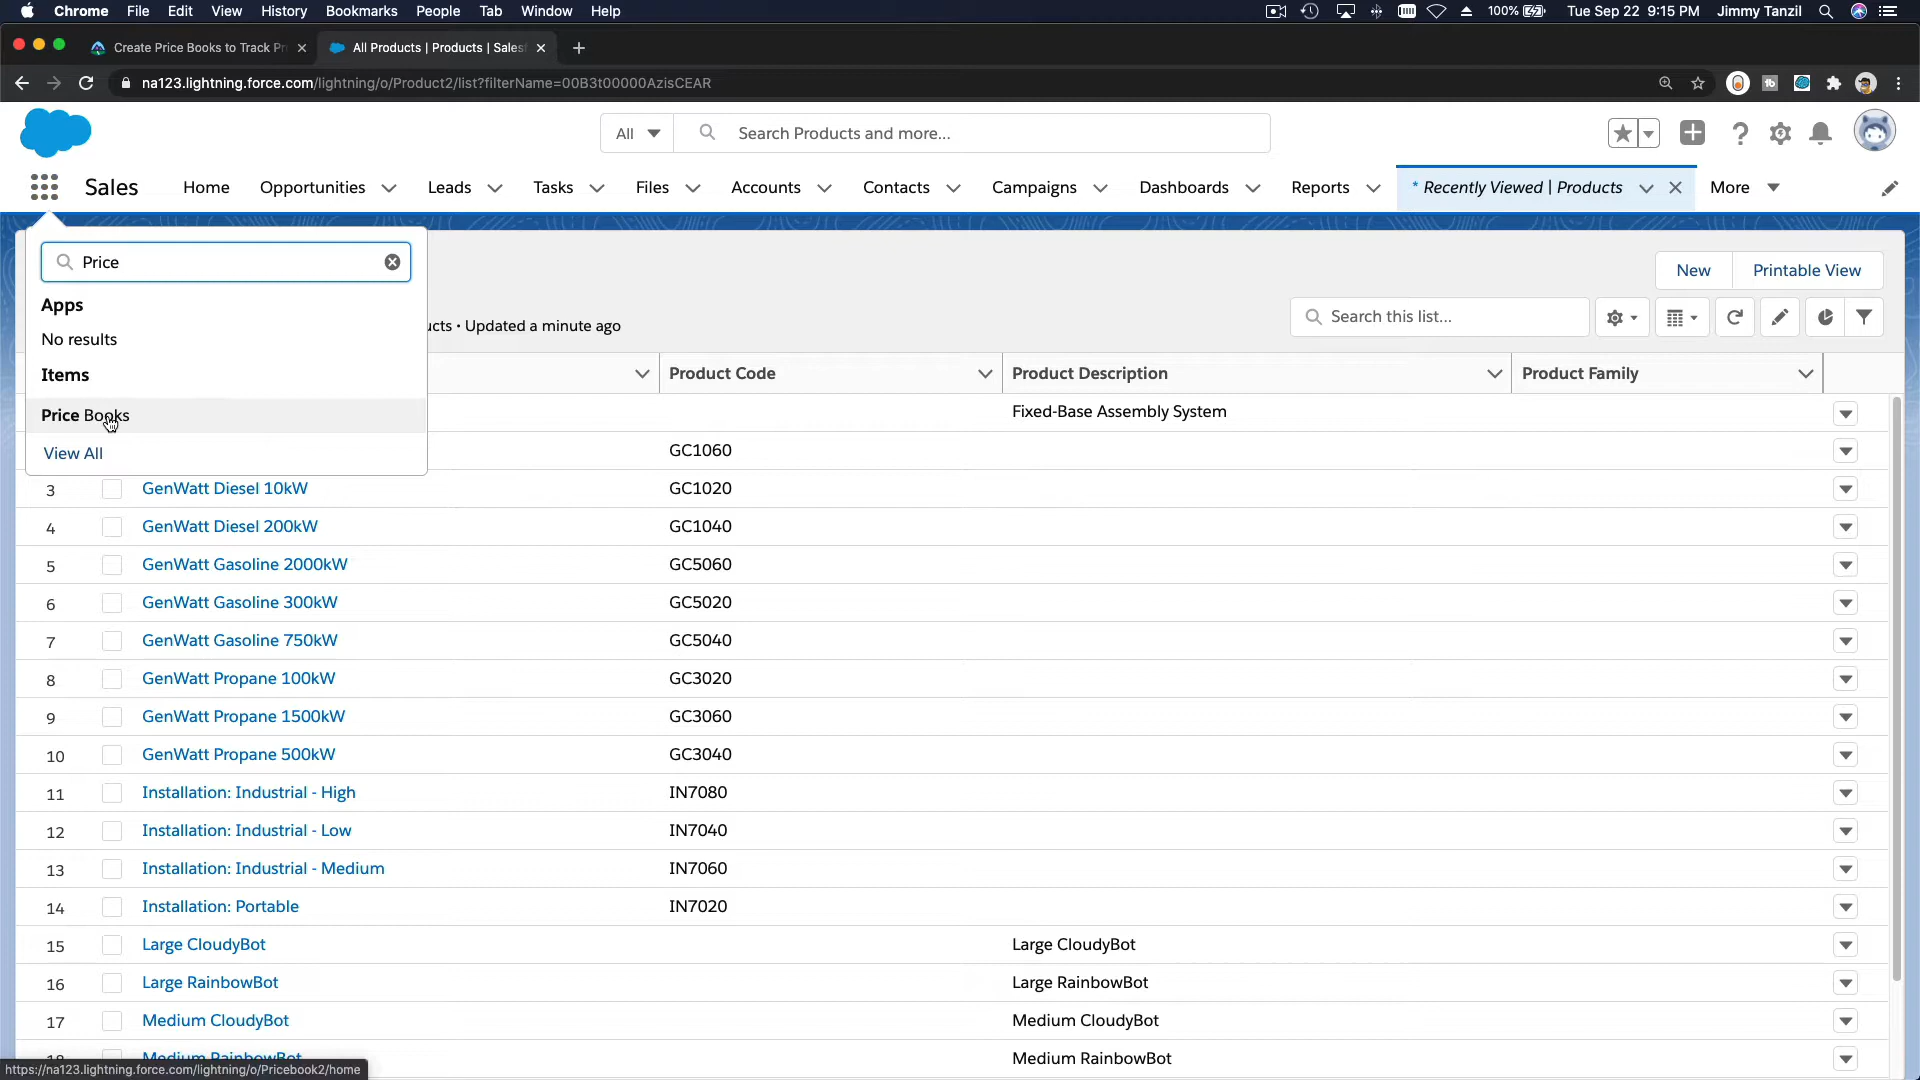 Chrome File Edit View History Bookmarks People Tab Window Help 100% Tue Sep 22 9:15 PM Jimmy Tanzil
Create Price Books to Track Pr
All Products | Products | Salesf
na123.lightning.force.com/lightning/o/Product2/list?filterName=00B3t00000AzisCEAR
All
Search Products and more...
Sales Home Opportunities Leads Tasks Files Accounts Contacts Campaigns Dashboards Reports * Recently Viewed | Products More
Price
Apps
No results
Items
Price Books
View All
New
Printable View
ucts • Updated a minute ago
Search this list...
Product Code Product Description Product Family
Fixed-Base Assembly System
GC1060
3 GenWatt Diesel 10kW GC1020
4 GenWatt Diesel 200kW GC1040
5 GenWatt Gasoline 2000kW GC5060
6 GenWatt Gasoline 300kW GC5020
7 GenWatt Gasoline 750kW GC5040
8 GenWatt Propane 100kW GC3020
9 GenWatt Propane 1500kW GC3060
10 GenWatt Propane 500kW GC3040
11 Installation: Industrial - High IN7080
12 Installation: Industrial - Low IN7040
13 Installation: Industrial - Medium IN7060
14 Installation: Portable IN7020
15 Large CloudyBot Large CloudyBot
16 Large RainbowBot Large RainbowBot
17 Medium CloudyBot Medium CloudyBot
18 Medium RainbowBot Medium RainbowBot
https://na123.lightning.force.com/lightning/o/Pricebook2/home